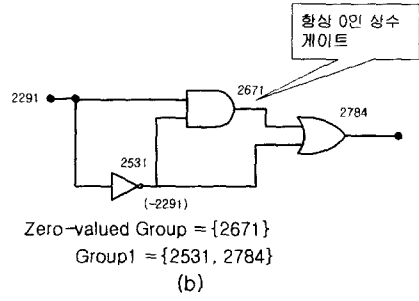 항상 0인 상수
게이트
2671
2291
2784
2531
(-2291)
Zero-valued Group = {2671}
Group1 = {2531, 2784}
(b)